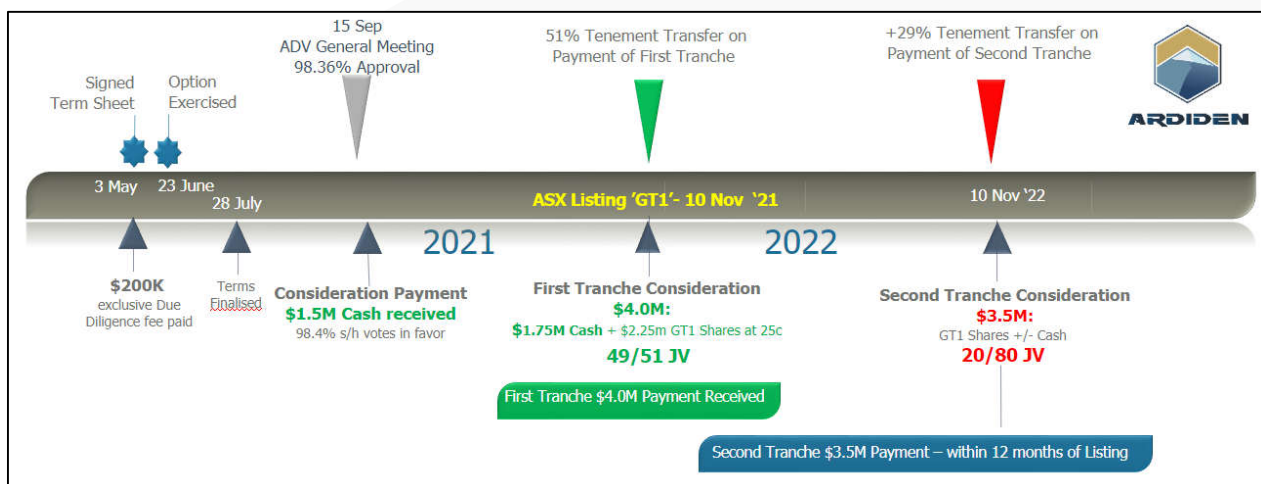 15 Sep
ADV General Meeting
98.36% Approval
51% Tenement Transfer on
Payment of First Tranche
+29% Tenement Transfer on
Payment of Second Tranche
ARDIDEN
Signed
Term Sheet
Option
Exercised
3 May
23 June
28 July
ASX Listing ’GT1’- 10 Nov ‘21
10 Nov ‘22
2021
2022
$200K
exclusive Due
Diligence fee paid
Terms
Finalised
Consideration Payment
$1.5M Cash received
98.4% s/h votes in favor
First Tranche Consideration
$4.0M:
$1.75M Cash + $2.25m GT1 Shares at 25c
49/51 JV
Second Tranche Consideration
$3.5M:
GT1 Shares +/- Cash
20/80 JV
First Tranche $4.0M Payment Received
Second Tranche $3.5M Payment – within 12 months of Listing